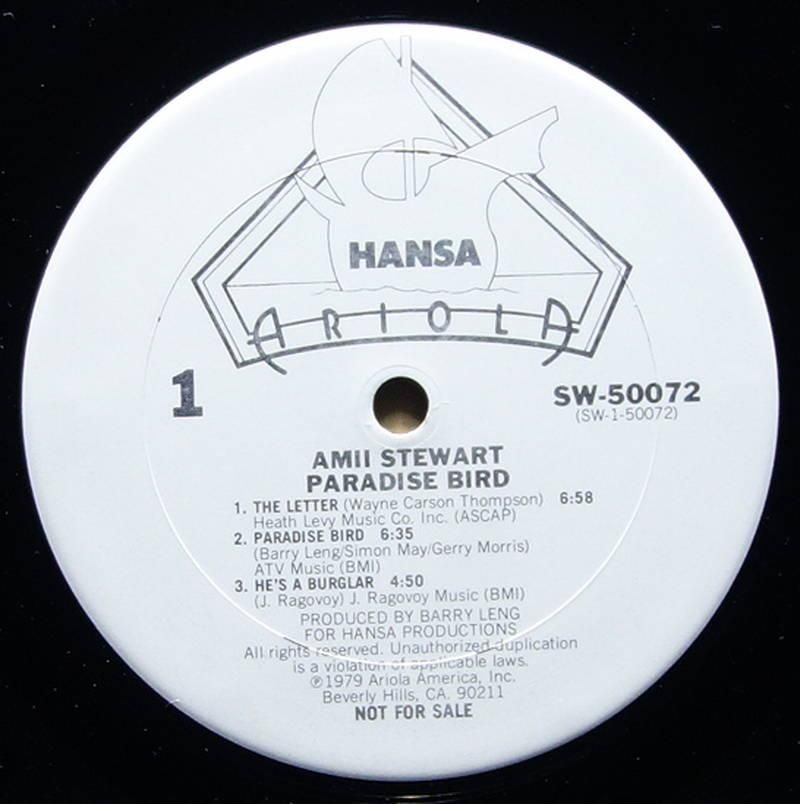 HANSA
ARIOLA
1
SW-50072
(SW-1-50072)
AMII STEWART
PARADISE BIRD
1. THE LETTER (Wayne Carson Thompson) 6:58
Heath Levy Music Co. Inc. (ASCAP)
2. PARADISE BIRD 6:35
(Barry Leng/Simon May/Gerry Morris)
ATV Music (BMI)
3. HE'S A BURGLAR 4:50
(J. Ragovoy) J. Ragovoy Music (BMI)
PRODUCED BY BARRY LENG
FOR HANSA PRODUCTIONS
All rights reserved. Unauthorized duplication
is a violation of applicable laws.
℗1979 Ariola America, Inc.
Beverly Hills, CA. 90211
NOT FOR SALE